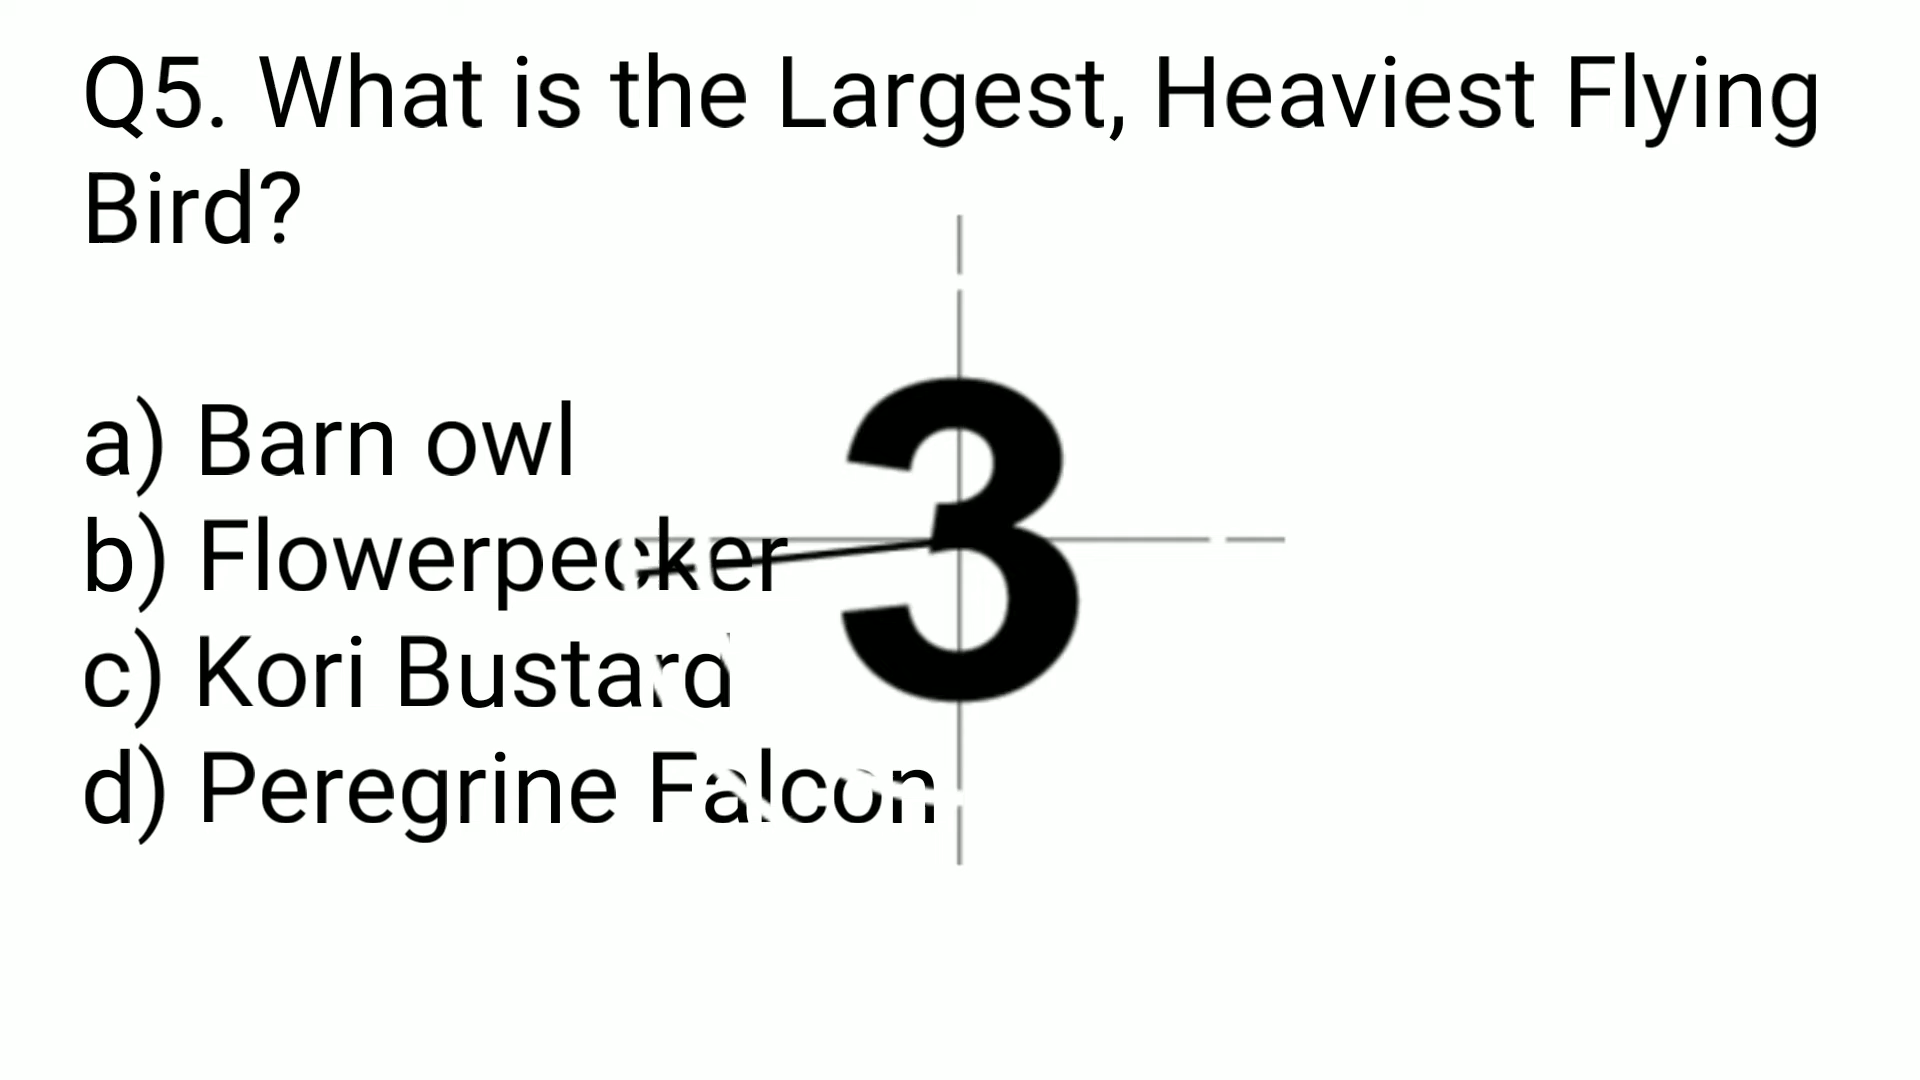 Q5. What is the Largest, Heaviest Flying
Bird?
a) Barn owl
b) Flowerpecker
3
c) Kori Bustard
d) Peregrine Falcon